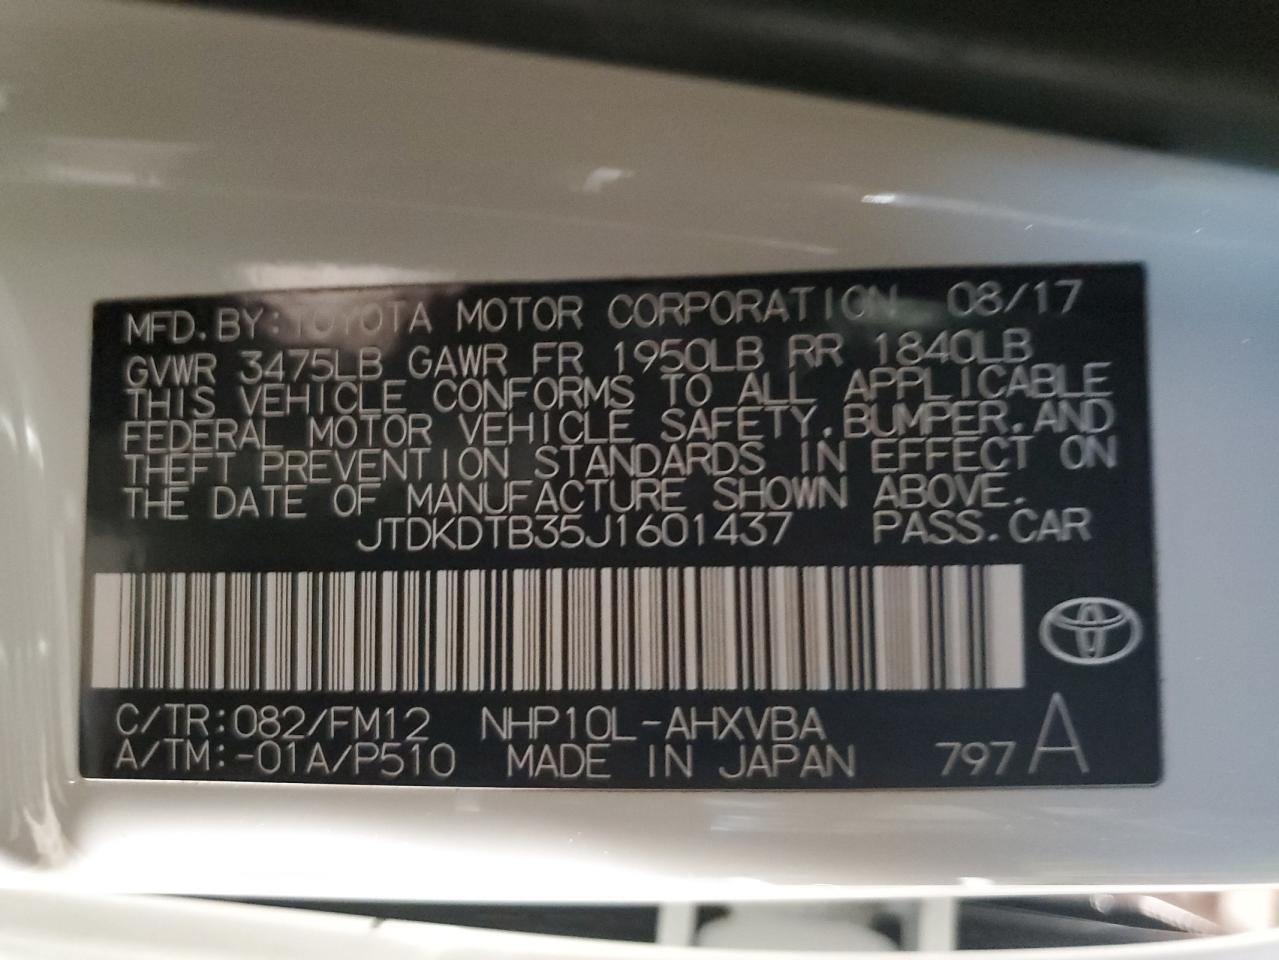 MFD.BY:TOYOTA MOTOR CORPORATION 08/17
GVWR 3475LB GAWR FR 1950LB RR 1840LB
THIS VEHICLE CONFORMS TO ALL APPLICABLE
FEDERAL MOTOR VEHICLE SAFETY,BUMPER,AND
THEFT PREVENTION STANDARDS IN EFFECT ON
THE DATE OF MANUFACTURE SHOWN ABOVE.
JTDKDTB35J1601437 PASS.CAR
C/TR:082/FM12 NHP10L-AHXVBA
A/TM:-01A/P510 MADE IN JAPAN 797 A